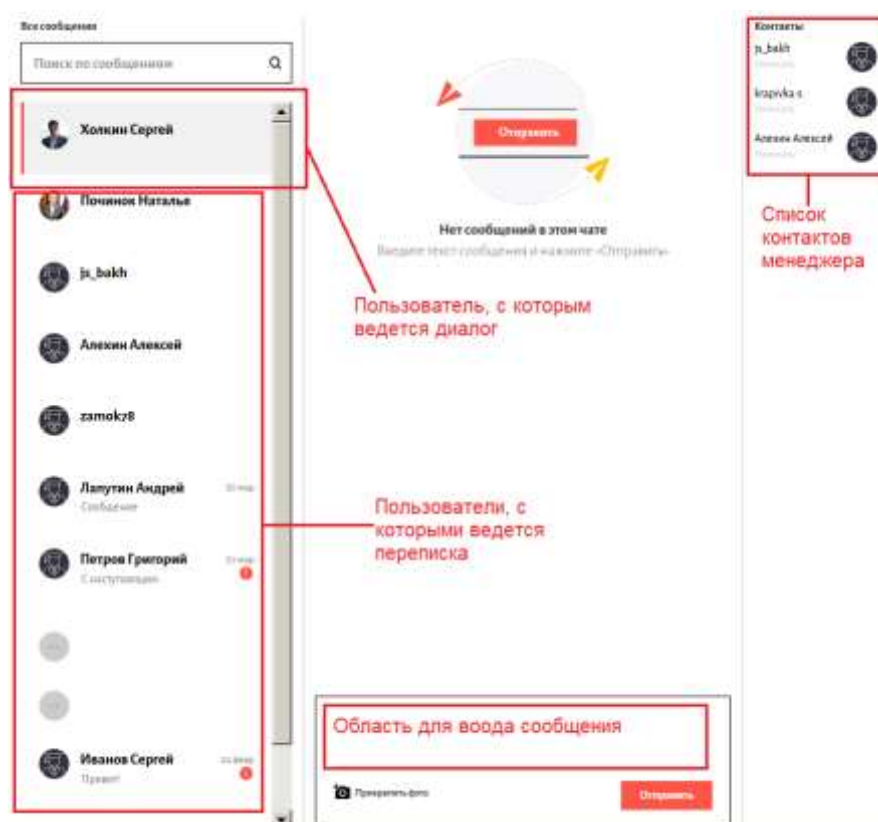 Все сообщения
Поиск по сообщениям
Холкин Сергей
Починок Наталья
js_bakh
Алехин Алексей
zamok78
Лапутин Андрей
Сообщение
Петров Григорий
С наступающим
Иванов Сергей
Привет
Отправить
Нет сообщений в этом чате
Введите текст сообщения и нажмите «Отправить»
Пользователь, с которым
ведется диалог
Пользователи, с
которыми ведется
переписка
Область для воода сообщения
Прикрепить фото
Отправить
Контакты
js_bakh
krapivka-s
Алехин Алексей
Список
контактов
менеджера